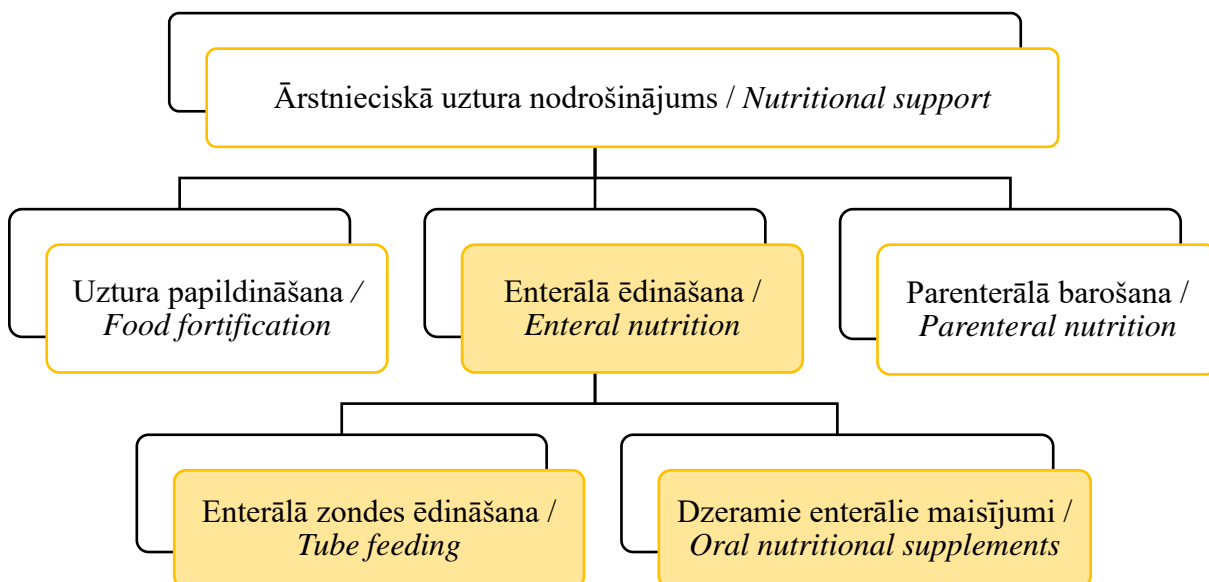 Ārstnieciskā uztura nodrošinājums / Nutritional support
Uztura papildināšana /
Food fortification
Enterālā ēdināšana /
Enteral nutrition
Parenterālā barošana /
Parenteral nutrition
Enterālā zondes ēdināšana /
Tube feeding
Dzeramie enterālie maisījumi /
Oral nutritional supplements